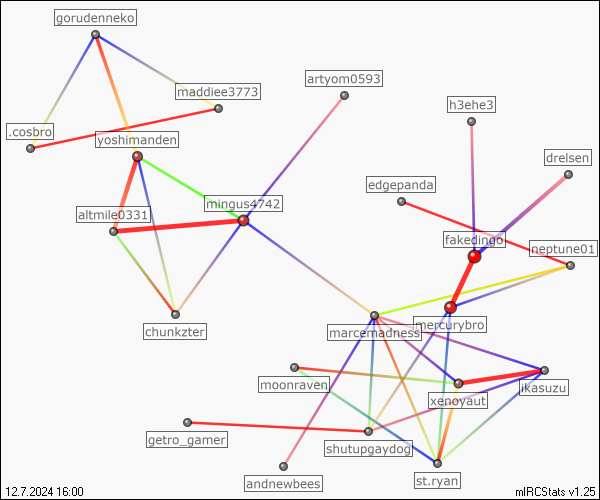 gorudenneko
artyom0593
maddiee3773
h3ehe3
.cosbro
yoshimanden
drelsen
edgepanda
mingus4742
altmile0331
fakedingo
neptune01
chunkzter
marcemadness
mercurybro
moonraven
ikasuzu
xenoyaut
getro_gamer
shutupgaydog
andnewbees
st.ryan
12.7.2024 16:00
mIRCStats v1.25